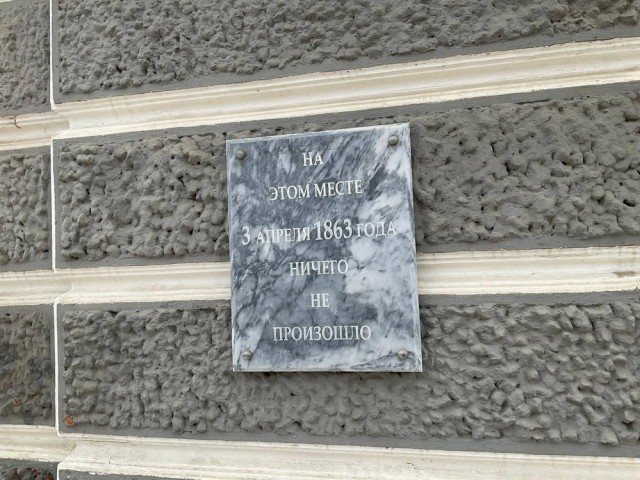 НА
ЭТОМ МЕСТЕ
3 АПРЕЛЯ 1863 ГОДА
НИЧЕГО
НЕ
ПРОИЗОШЛО